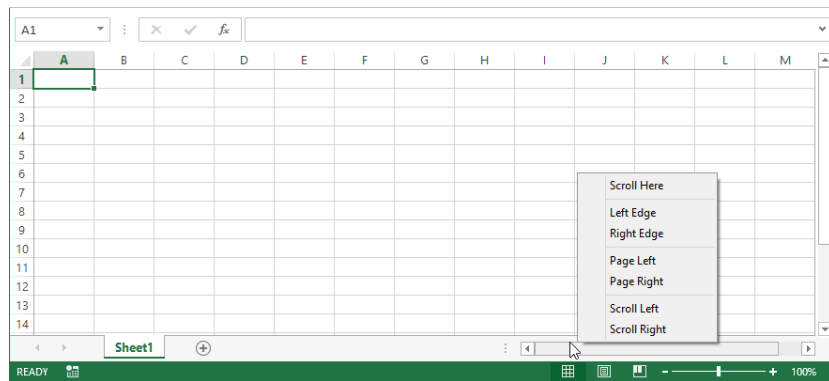 A1 fx
A B C D E F G H I J K L M
1
2
3
4
5
6
7
8
9
10
11
12
13
14
Scroll Here
Left Edge
Right Edge
Page Left
Page Right
Scroll Left
Scroll Right
Sheet1
READY 100%